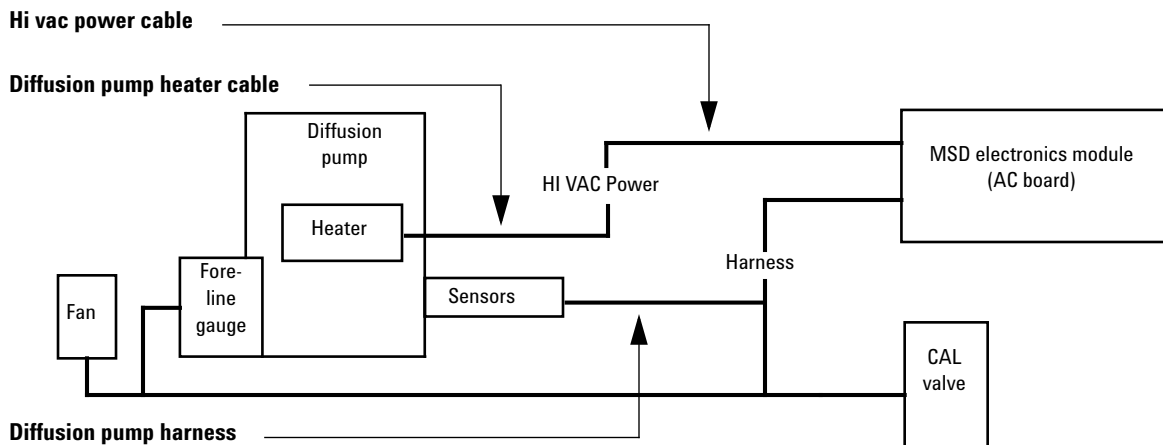 Hi vac power cable
Diffusion pump heater cable
Diffusion
pump
MSD electronics module
(AC board)
HI VAC Power
Heater
Harness
Fore-
line
gauge
Sensors
Fan
CAL
valve
Diffusion pump harness